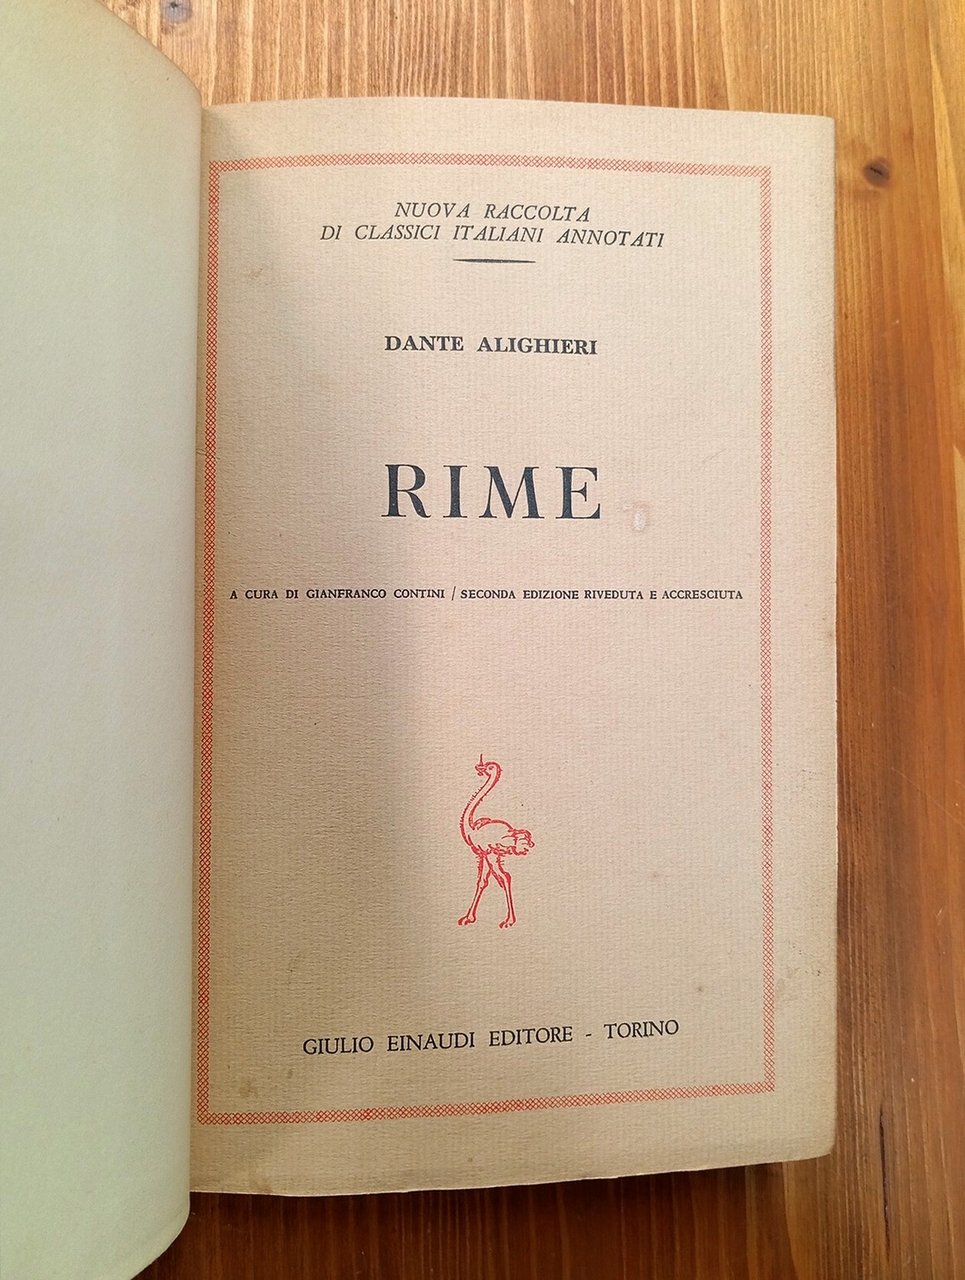 NUOVA RACCOLTA
DI CLASSICI ITALIANI ANNOTATI
DANTE ALIGHIERI
RIME
A CURA DI GIANFRANCO CONTINI / SECONDA EDIZIONE RIVEDUTA E ACCRESCIUTA
GIULIO EINAUDI EDITORE - TORINO